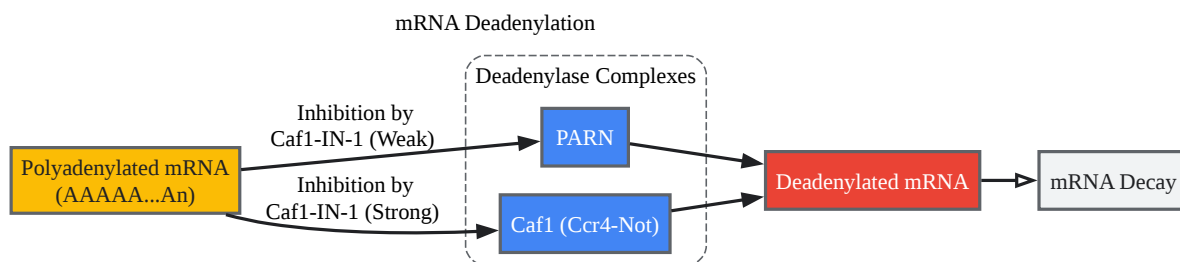 mRNA Deadenylation
Deadenylase Complexes
Inhibition by
Caf1-IN-1 (Weak)
PARN
Polyadenylated mRNA
(AAAAA...An)
Inhibition by
Caf1-IN-1 (Strong)
Caf1 (Ccr4-Not)
Deadenylated mRNA
mRNA Decay